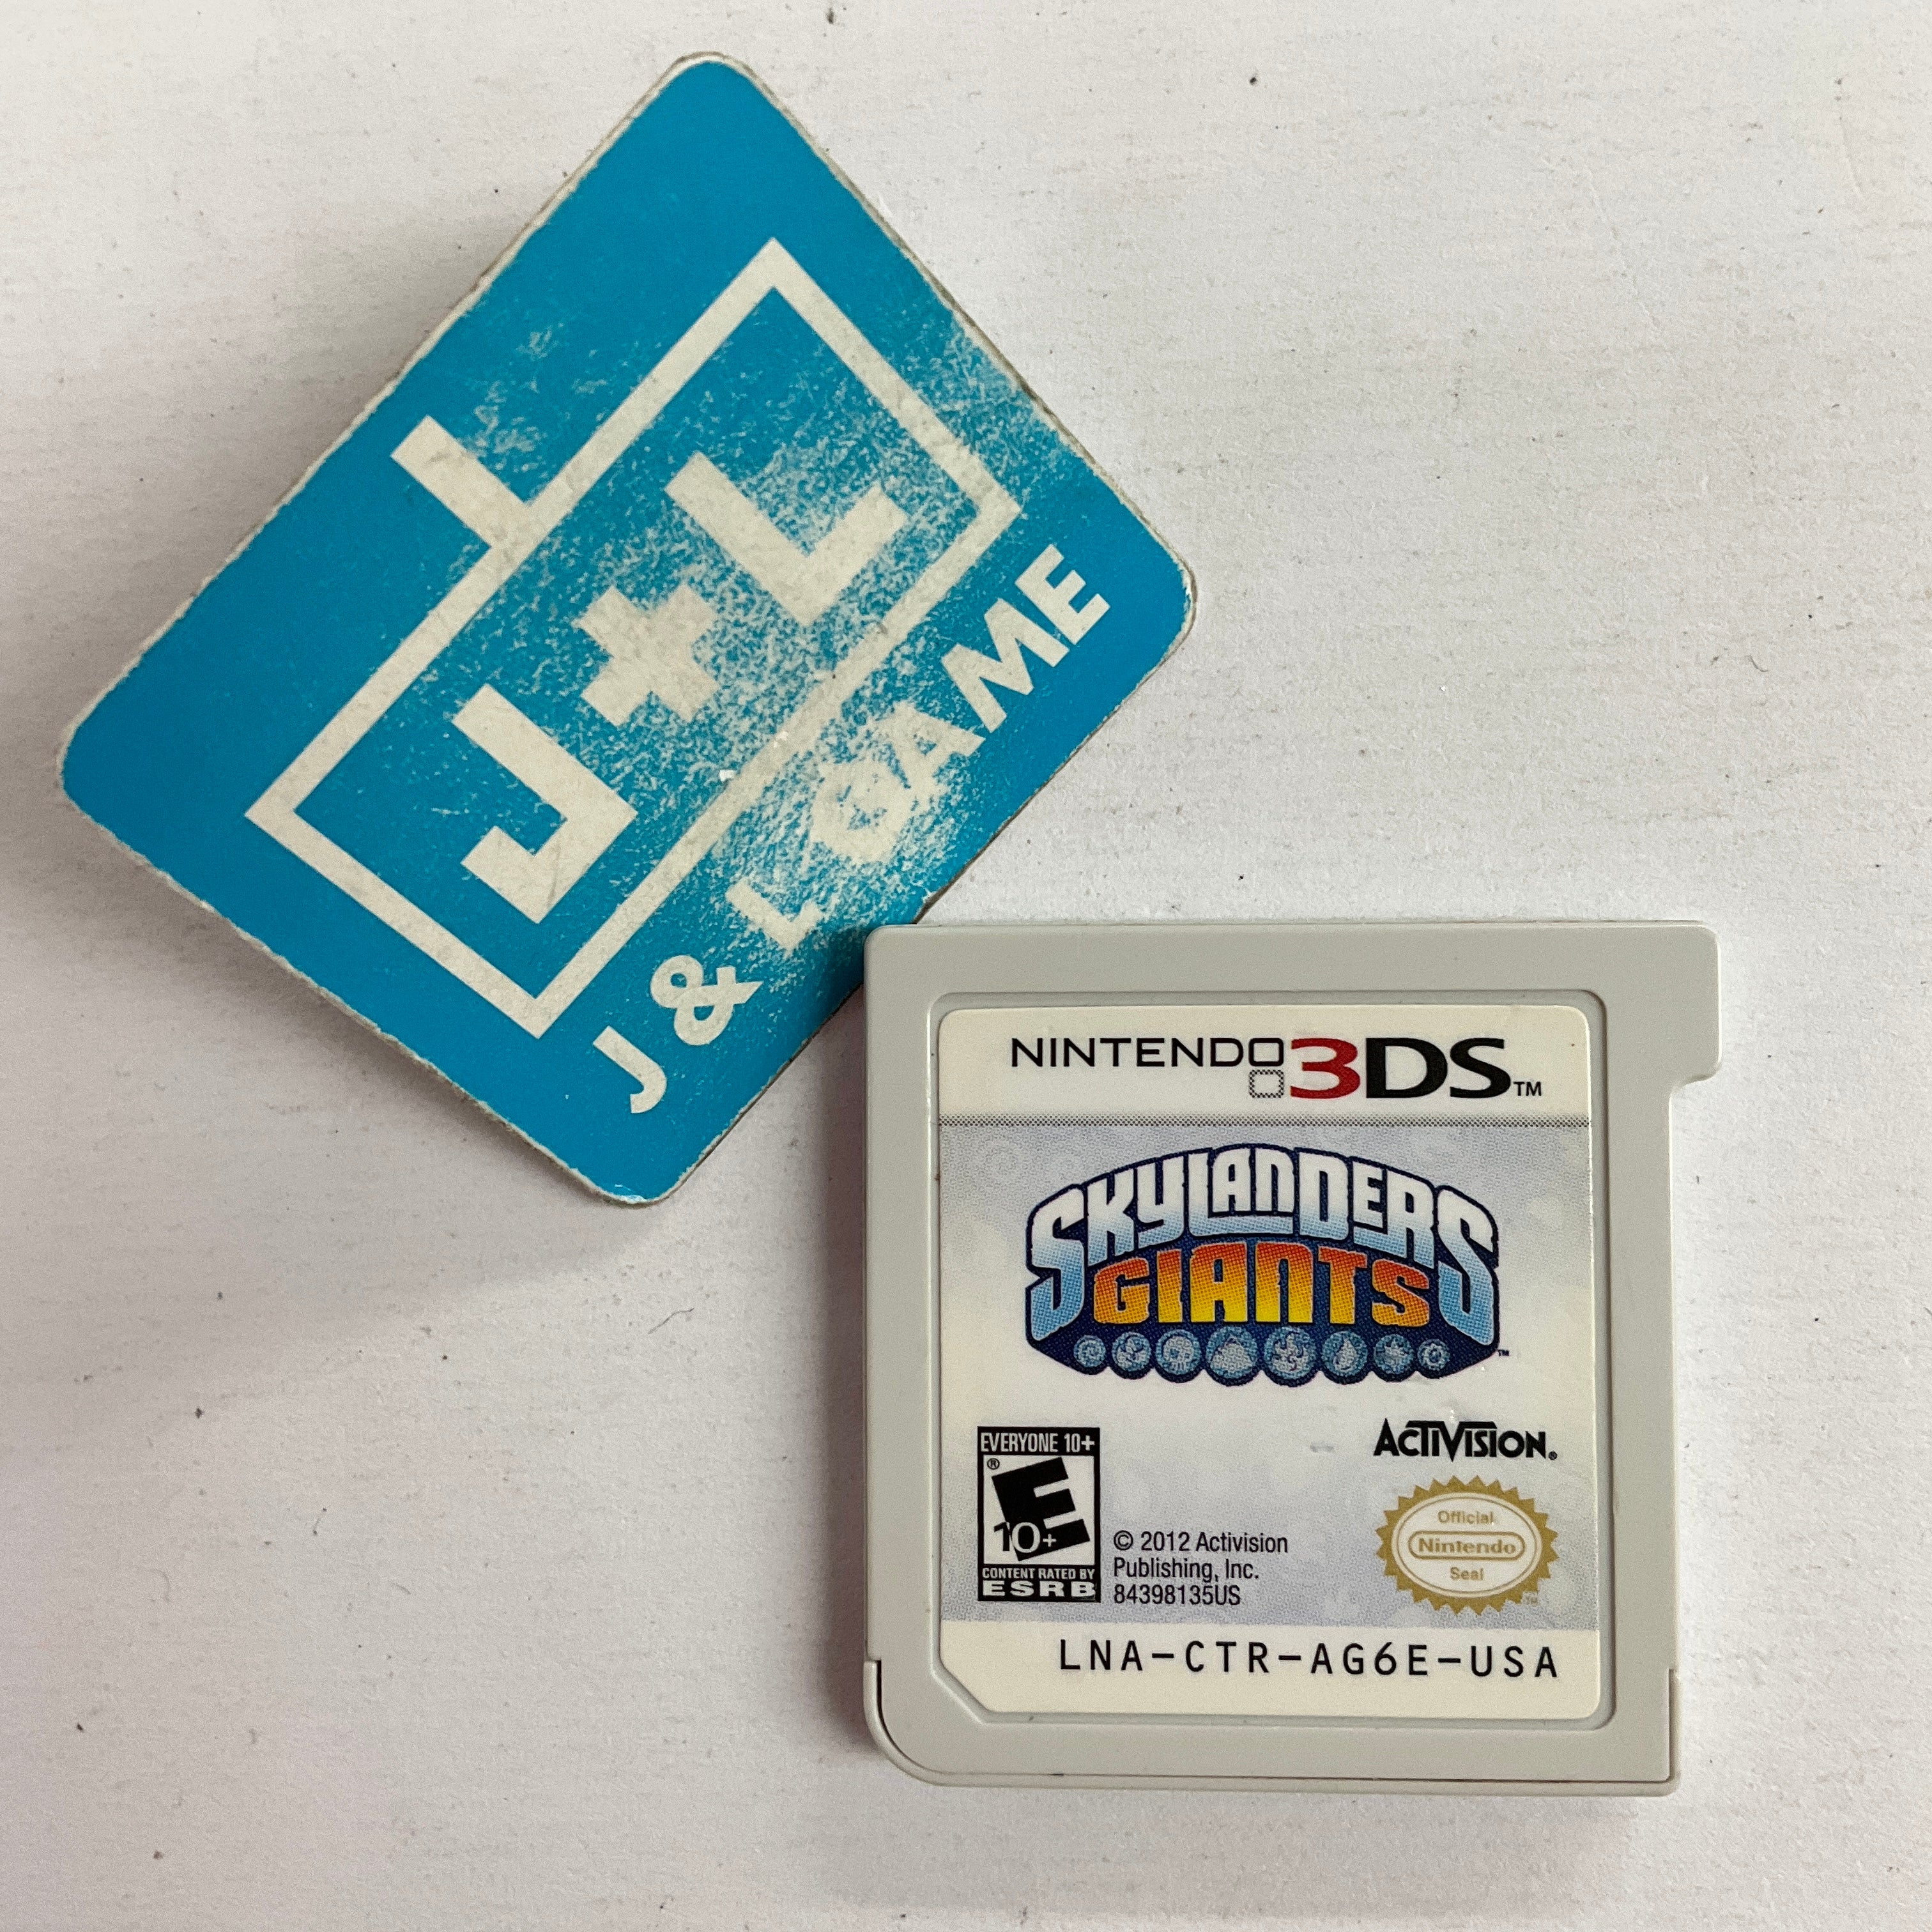 J+L
J & L GAME
NINTENDO 3DS™
SKYLANDERS
GIANTS™
EVERYONE 10+
®
E
10+
CONTENT RATED BY
ESRB
ACTIVISION®
© 2012 Activision
Publishing, Inc.
84398135US
Official
Nintendo
Seal
LNA-CTR-AG6E-USA